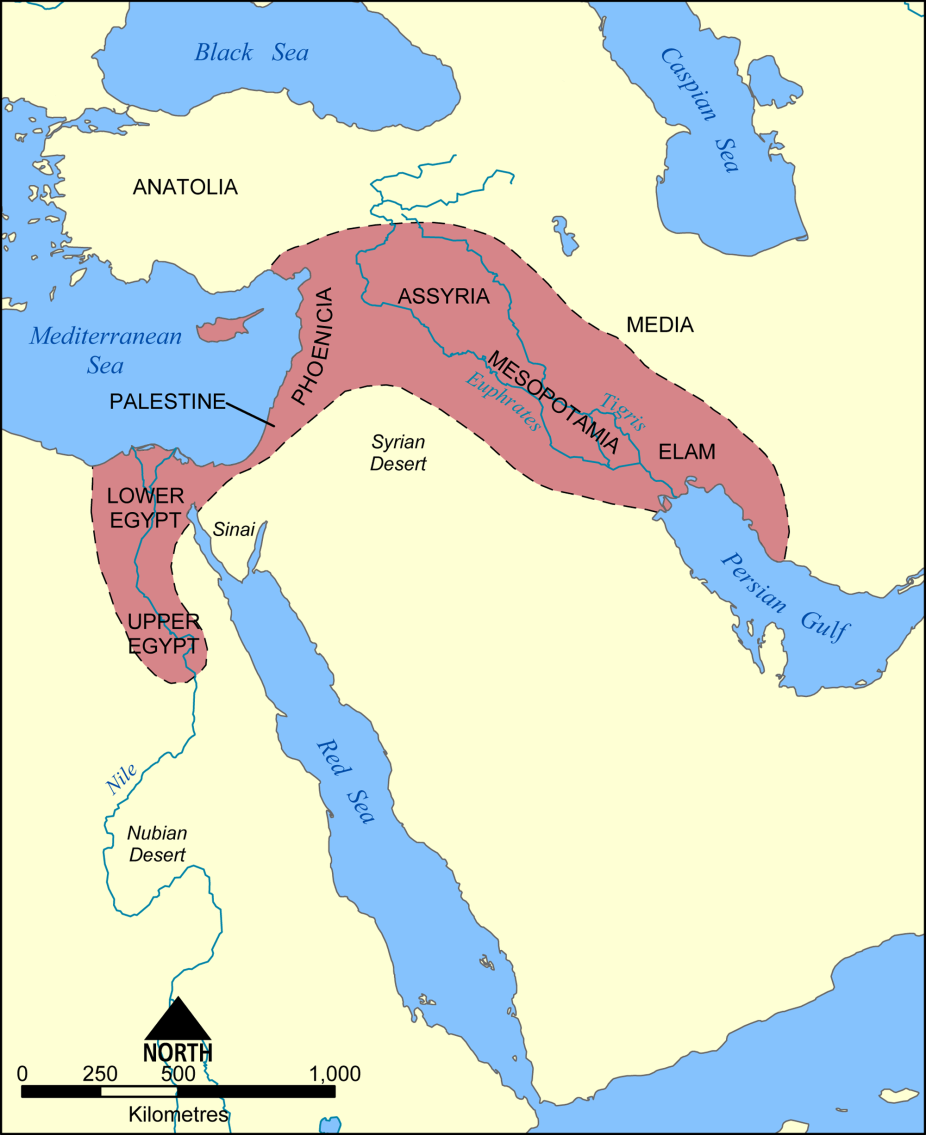 Black Sea
Caspian Sea
ANATOLIA
ASSYRIA
PHOENICIA
MEDIA
Mediterranean
Sea
MESOPOTAMIA
Euphrates
Tigris
PALESTINE
Syrian
Desert
ELAM
LOWER
EGYPT
Sinai
Persian Gulf
UPPER
EGYPT
Nile
Red Sea
Nubian
Desert
NORTH
0 250 500 1,000
Kilometres